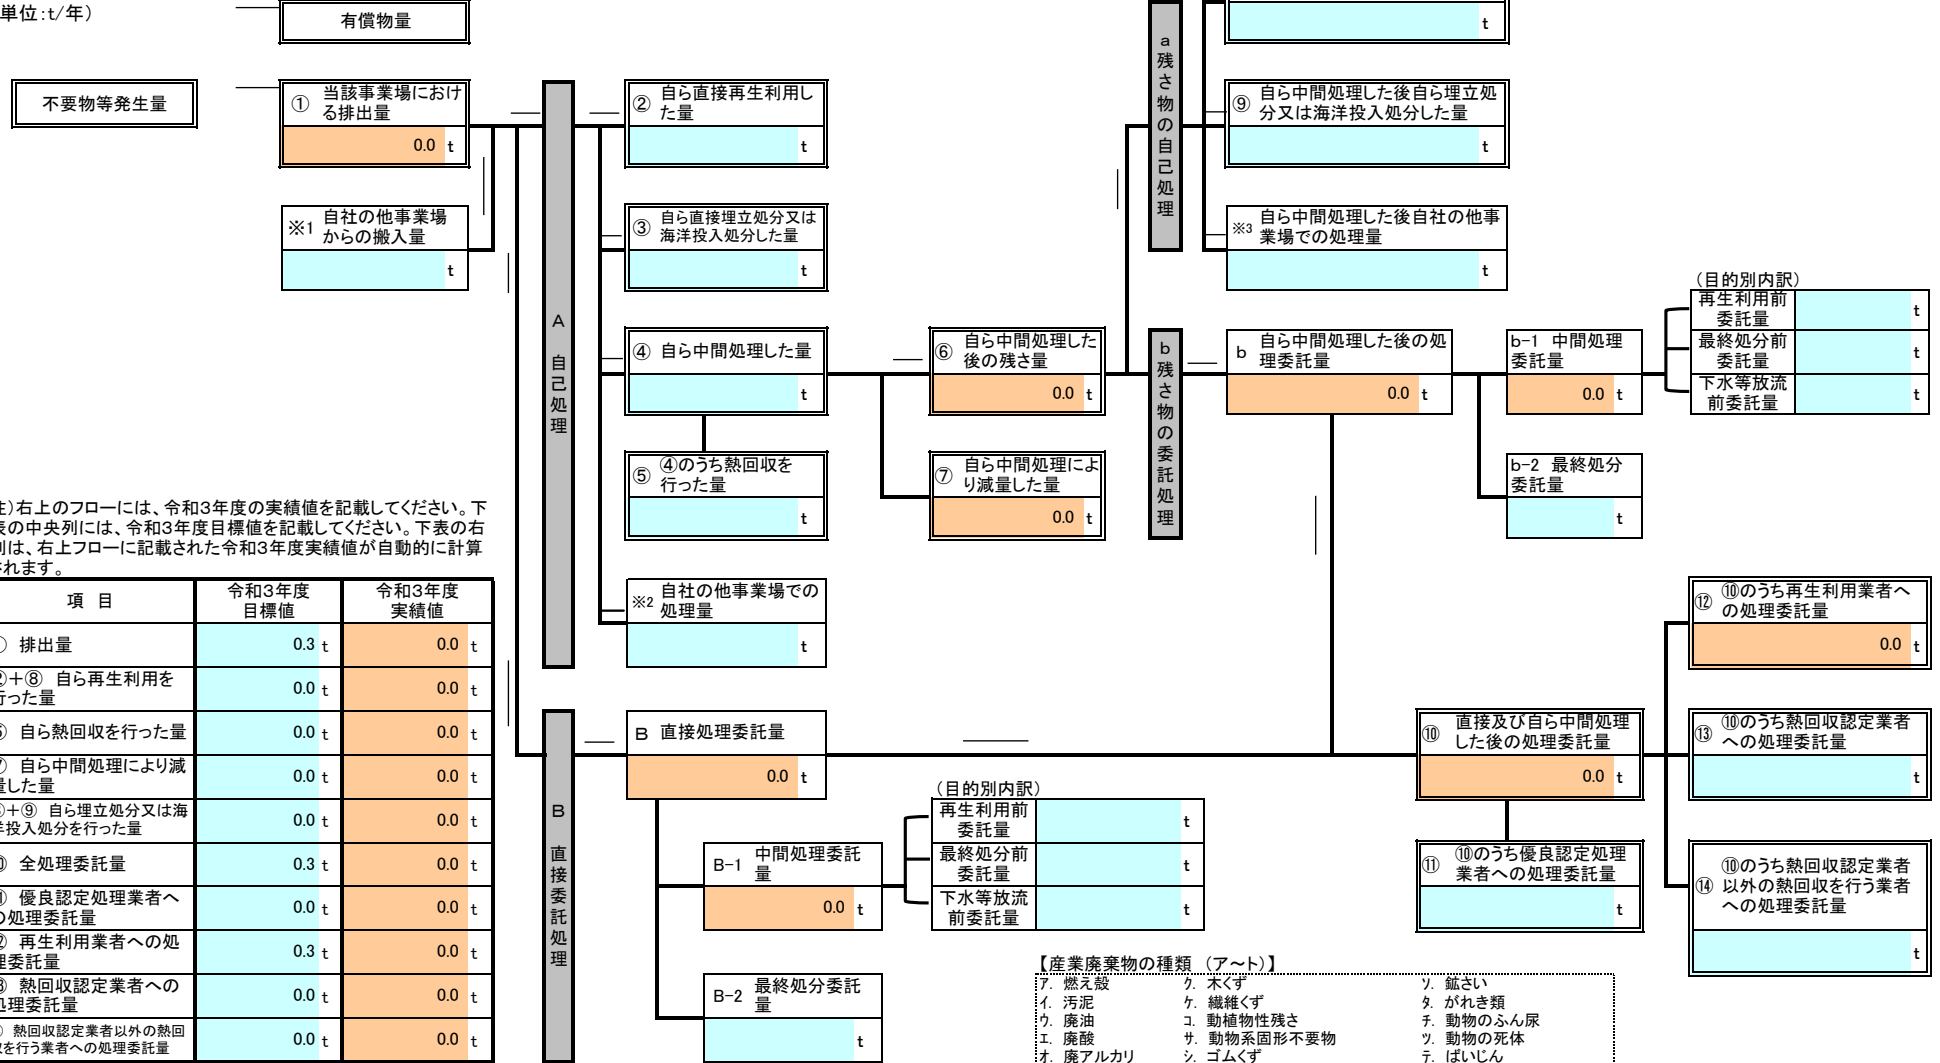 単位：t/年）
有償物量
不要物等発生量
① 当該事業場におけ
る排出量
0.0 t
※1 自社の他事業場
からの搬入量
t
A 自己処理
② 自ら直接再生利用し
た量
t
③ 自ら直接埋立処分又は
海洋投入処分した量
t
④ 自ら中間処理した量
t
⑤ ④のうち熱回収を
行った量
t
※2 自社の他事業場での
処理量
t
⑥ 自ら中間処理した
後の残さ量
0.0 t
⑦ 自ら中間処理によ
り減量した量
0.0 t
a 残さ物の自己処理
t
⑨ 自ら中間処理した後自ら埋立処
分又は海洋投入処分した量
t
※3 自ら中間処理した後自社の他事
業場での処理量
t
b 残さ物の委託処理
b 自ら中間処理した後の処
理委託量
0.0 t
b-1 中間処理
委託量
0.0 t
b-2 最終処分
委託量
t
（目的別内訳）
再生利用前
委託量
t
最終処分前
委託量
t
下水等放流
前委託量
t
注）右上のフローには、令和3年度の実績値を記載してください。下
表の中央列には、令和3年度目標値を記載してください。下表の右
列は、右上フローに記載された令和3年度実績値が自動的に計算
されます。
項 目
令和3年度
目標値
令和3年度
実績値
① 排出量 0.3 t 0.0 t
②＋⑧ 自ら再生利用を
行った量 0.0 t 0.0 t
⑤ 自ら熱回収を行った量 0.0 t 0.0 t
⑦ 自ら中間処理により減
量した量 0.0 t 0.0 t
③＋⑨ 自ら埋立処分又は海
洋投入処分を行った量 0.0 t 0.0 t
⑩ 全処理委託量 0.3 t 0.0 t
⑪ 優良認定処理業者へ
の処理委託量 0.0 t 0.0 t
⑫ 再生利用業者への処
理委託量 0.3 t 0.0 t
⑬ 熱回収認定業者への
処理委託量 0.0 t 0.0 t
⑭ 熱回収認定業者以外の熱回
収を行う業者への処理委託量 0.0 t 0.0 t
B 直接委託処理
B 直接処理委託量
0.0 t
B-1 中間処理委託
量
0.0 t
B-2 最終処分委託
量
t
（目的別内訳）
再生利用前
委託量
t
最終処分前
委託量
t
下水等放流
前委託量
t
⑩ 直接及び自ら中間処理
した後の処理委託量
0.0 t
⑪ ⑩のうち優良認定処理
業者への処理委託量
t
⑫ ⑩のうち再生利用業者へ
の処理委託量
0.0 t
⑬ ⑩のうち熱回収認定業者
への処理委託量
t
⑭ ⑩のうち熱回収認定業者
以外の熱回収を行う業者
への処理委託量
t
【産業廃棄物の種類 （ア～ト）】
ア. 燃え殻 ク. 木くず ソ. 鉱さい
イ. 汚泥 ケ. 繊維くず タ. がれき類
ウ. 廃油 コ. 動植物性残さ チ. 動物のふん尿
エ. 廃酸 サ. 動物系固形不要物 ツ. 動物の死体
オ. 廃アルカリ シ. ゴムくず テ. ばいじん